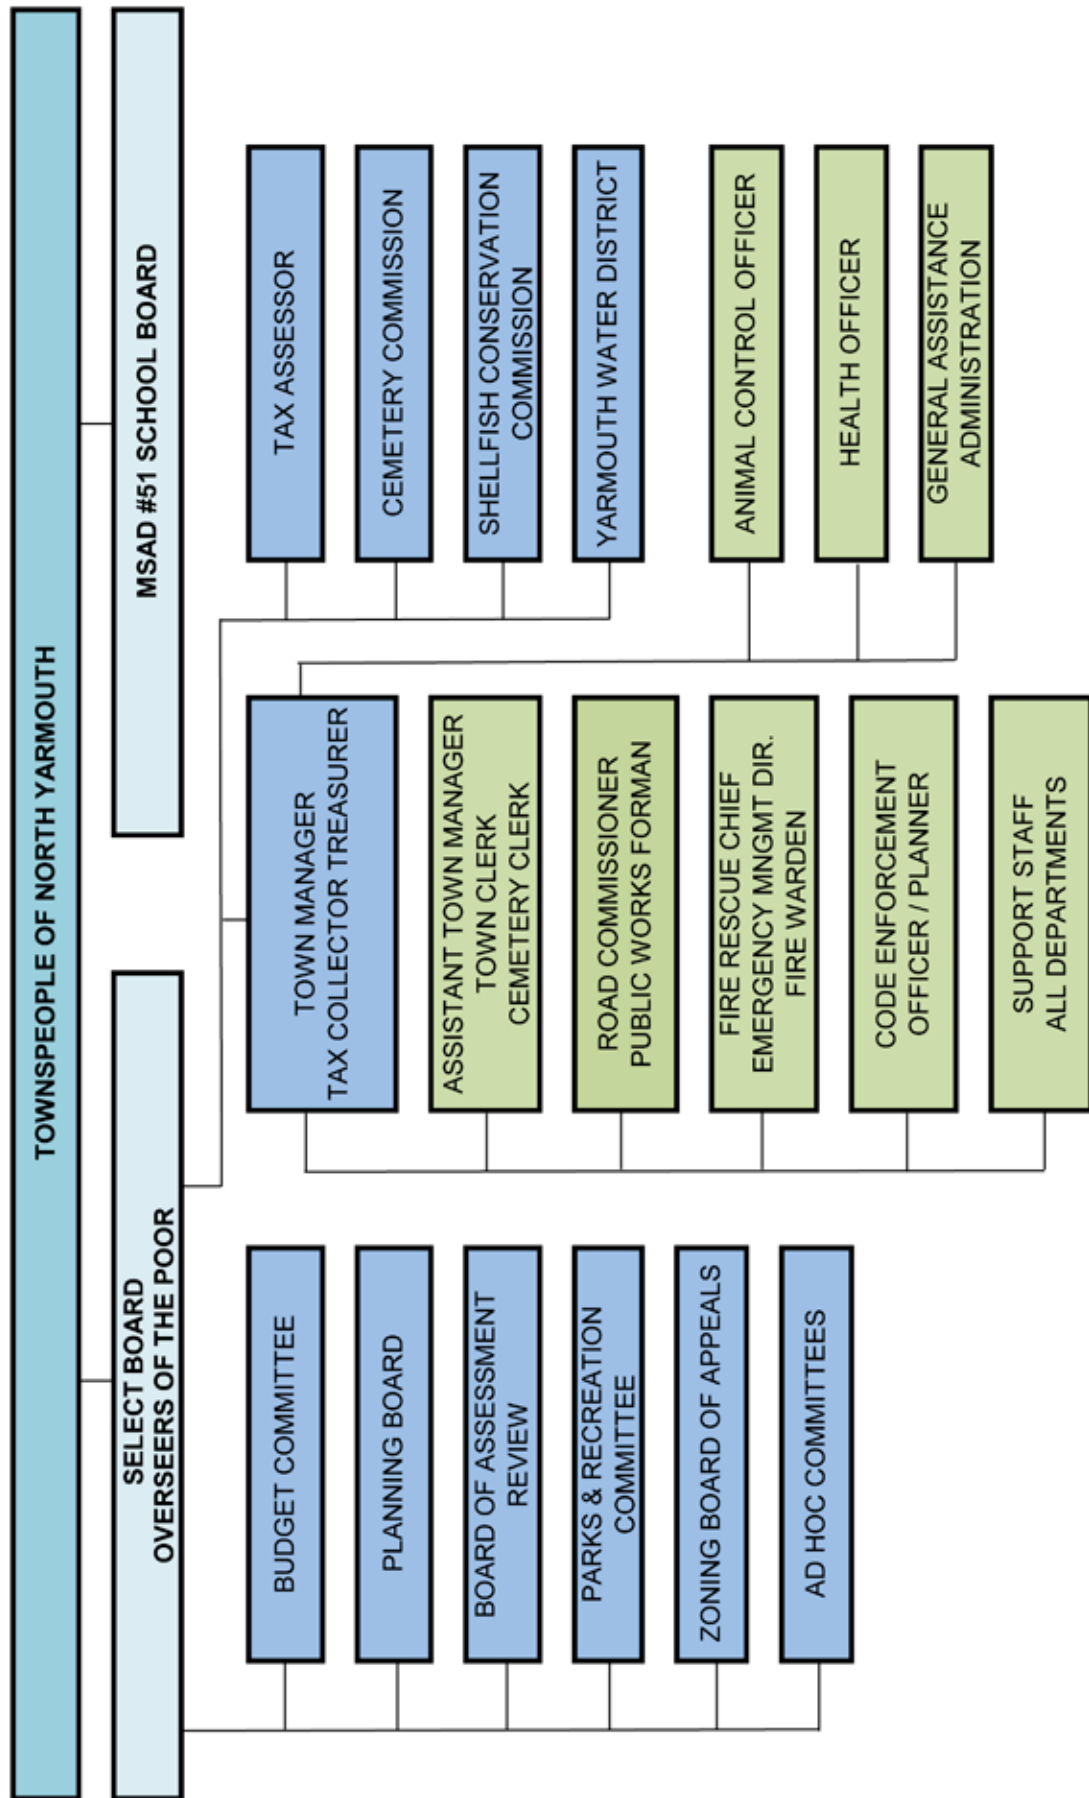 TOWNSPEOPLE OF NORTH YARMOUTH
SELECT BOARD
OVERSEERS OF THE POOR
MSAD #51 SCHOOL BOARD
BUDGET COMMITTEE
PLANNING BOARD
BOARD OF ASSESSMENT
REVIEW
PARKS & RECREATION
COMMITTEE
ZONING BOARD OF APPEALS
AD HOC COMMITTEES
TOWN MANAGER
TAX COLLECTOR TREASURER
ASSISTANT TOWN MANAGER
TOWN CLERK
CEMETERY CLERK
ROAD COMMISSIONER
PUBLIC WORKS FORMAN
FIRE RESCUE CHIEF
EMERGENCY MNGMT DIR.
FIRE WARDEN
CODE ENFORCEMENT
OFFICER / PLANNER
SUPPORT STAFF
ALL DEPARTMENTS
TAX ASSESSOR
CEMETERY COMMISSION
SHELLFISH CONSERVATION
COMMISSION
YARMOUTH WATER DISTRICT
ANIMAL CONTROL OFFICER
HEALTH OFFICER
GENERAL ASSISTANCE
ADMINISTRATION